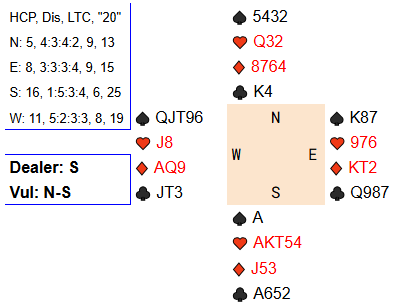 HCP, Dis, LTC, "20"
N: 5, 4:3:4:2, 9, 13
E: 8, 3:3:3:4, 9, 15
S: 16, 1:5:3:4, 6, 25
W: 11, 5:2:3:3, 8, 19
Dealer: S
Vul: N-S
♠ 5432
♥ Q32
♦ 8764
♣ K4
♠ QJT96
♥ J8
♦ AQ9
♣ JT3
N
W E
S
♠ K87
♥ 976
♦ KT2
♣ Q987
♠ A
♥ AKT54
♦ J53
♣ A652